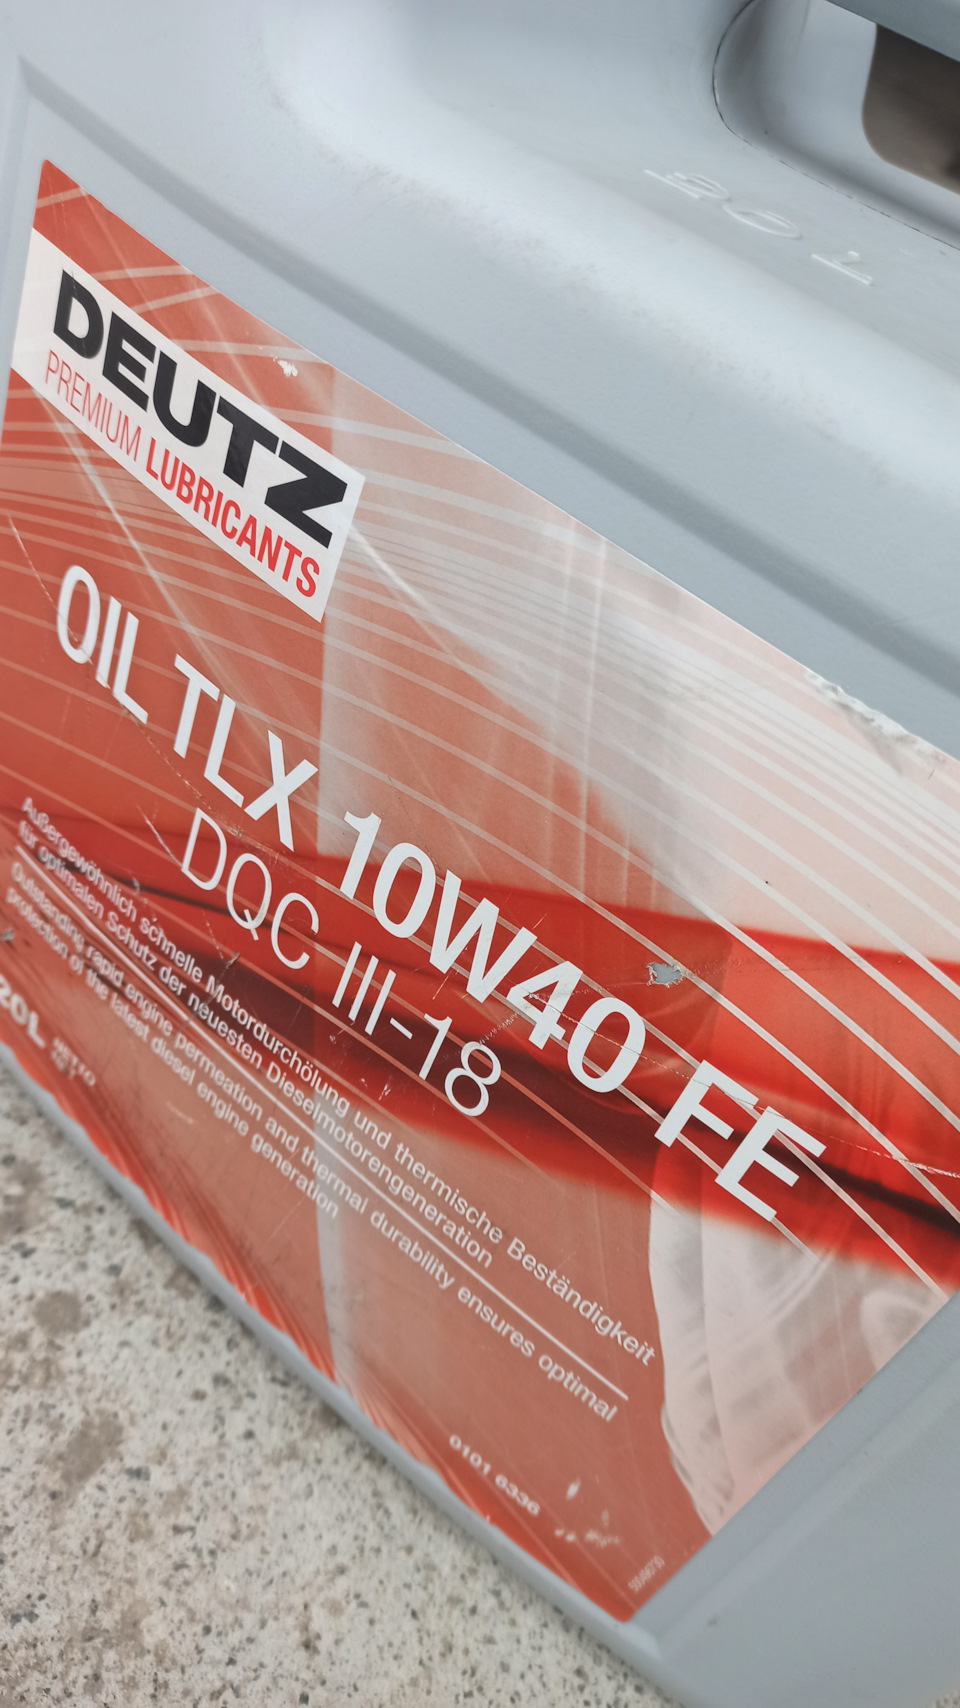 20 L
DEUTZ
PREMIUM LUBRICANTS
OIL TLX 10W40 FE
DQC III-18
Außergewöhnlich schnelle Motordurchölung und thermische Beständigkeit
für optimalen Schutz der neuesten Dieselmotorengeneration
Outstanding rapid engine permeation and thermal durability ensures optimal
protection of the latest diesel engine generation
20L
0101 6336